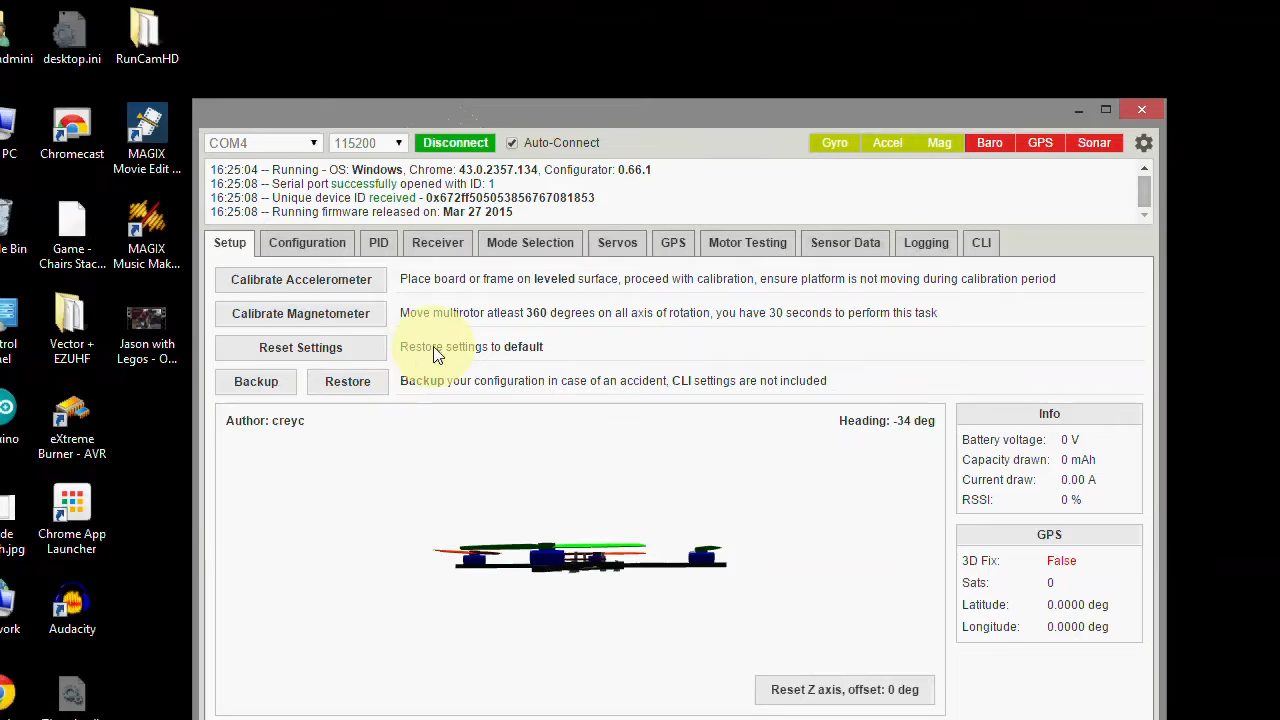 admini
desktop.ini
RunCamHD
PC
Chromecast
MAGIX
Movie Edit ...
le Bin
Game -
Chairs Stac...
MAGIX
Music Mak...
trol
el
Vector +
EZUHF
Jason with
Legos - O...
uino
eXtreme
Burner - AVR
de
h.jpg
Chrome App
Launcher
work
Audacity
COM4
115200
Disconnect
Auto-Connect
Gyro
Accel
Mag
Baro
GPS
Sonar
16:25:04 -- Running - OS: Windows, Chrome: 43.0.2357.134, Configurator: 0.66.1
16:25:08 -- Serial port successfully opened with ID: 1
16:25:08 -- Unique device ID received - 0x672ff505053856767081853
16:25:08 -- Running firmware released on: Mar 27 2015
Setup
Configuration
PID
Receiver
Mode Selection
Servos
GPS
Motor Testing
Sensor Data
Logging
CLI
Calibrate Accelerometer
Place board or frame on leveled surface, proceed with calibration, ensure platform is not moving during calibration period
Calibrate Magnetometer
Move multirotor atleast 360 degrees on all axis of rotation, you have 30 seconds to perform this task
Reset Settings
Restore settings to default
Backup
Restore
Backup your configuration in case of an accident, CLI settings are not included
Author: creyc
Heading: -34 deg
Reset Z axis, offset: 0 deg
Info
Battery voltage: 0 V
Capacity drawn: 0 mAh
Current draw: 0.00 A
RSSI: 0 %
GPS
3D Fix: False
Sats: 0
Latitude: 0.0000 deg
Longitude: 0.0000 deg